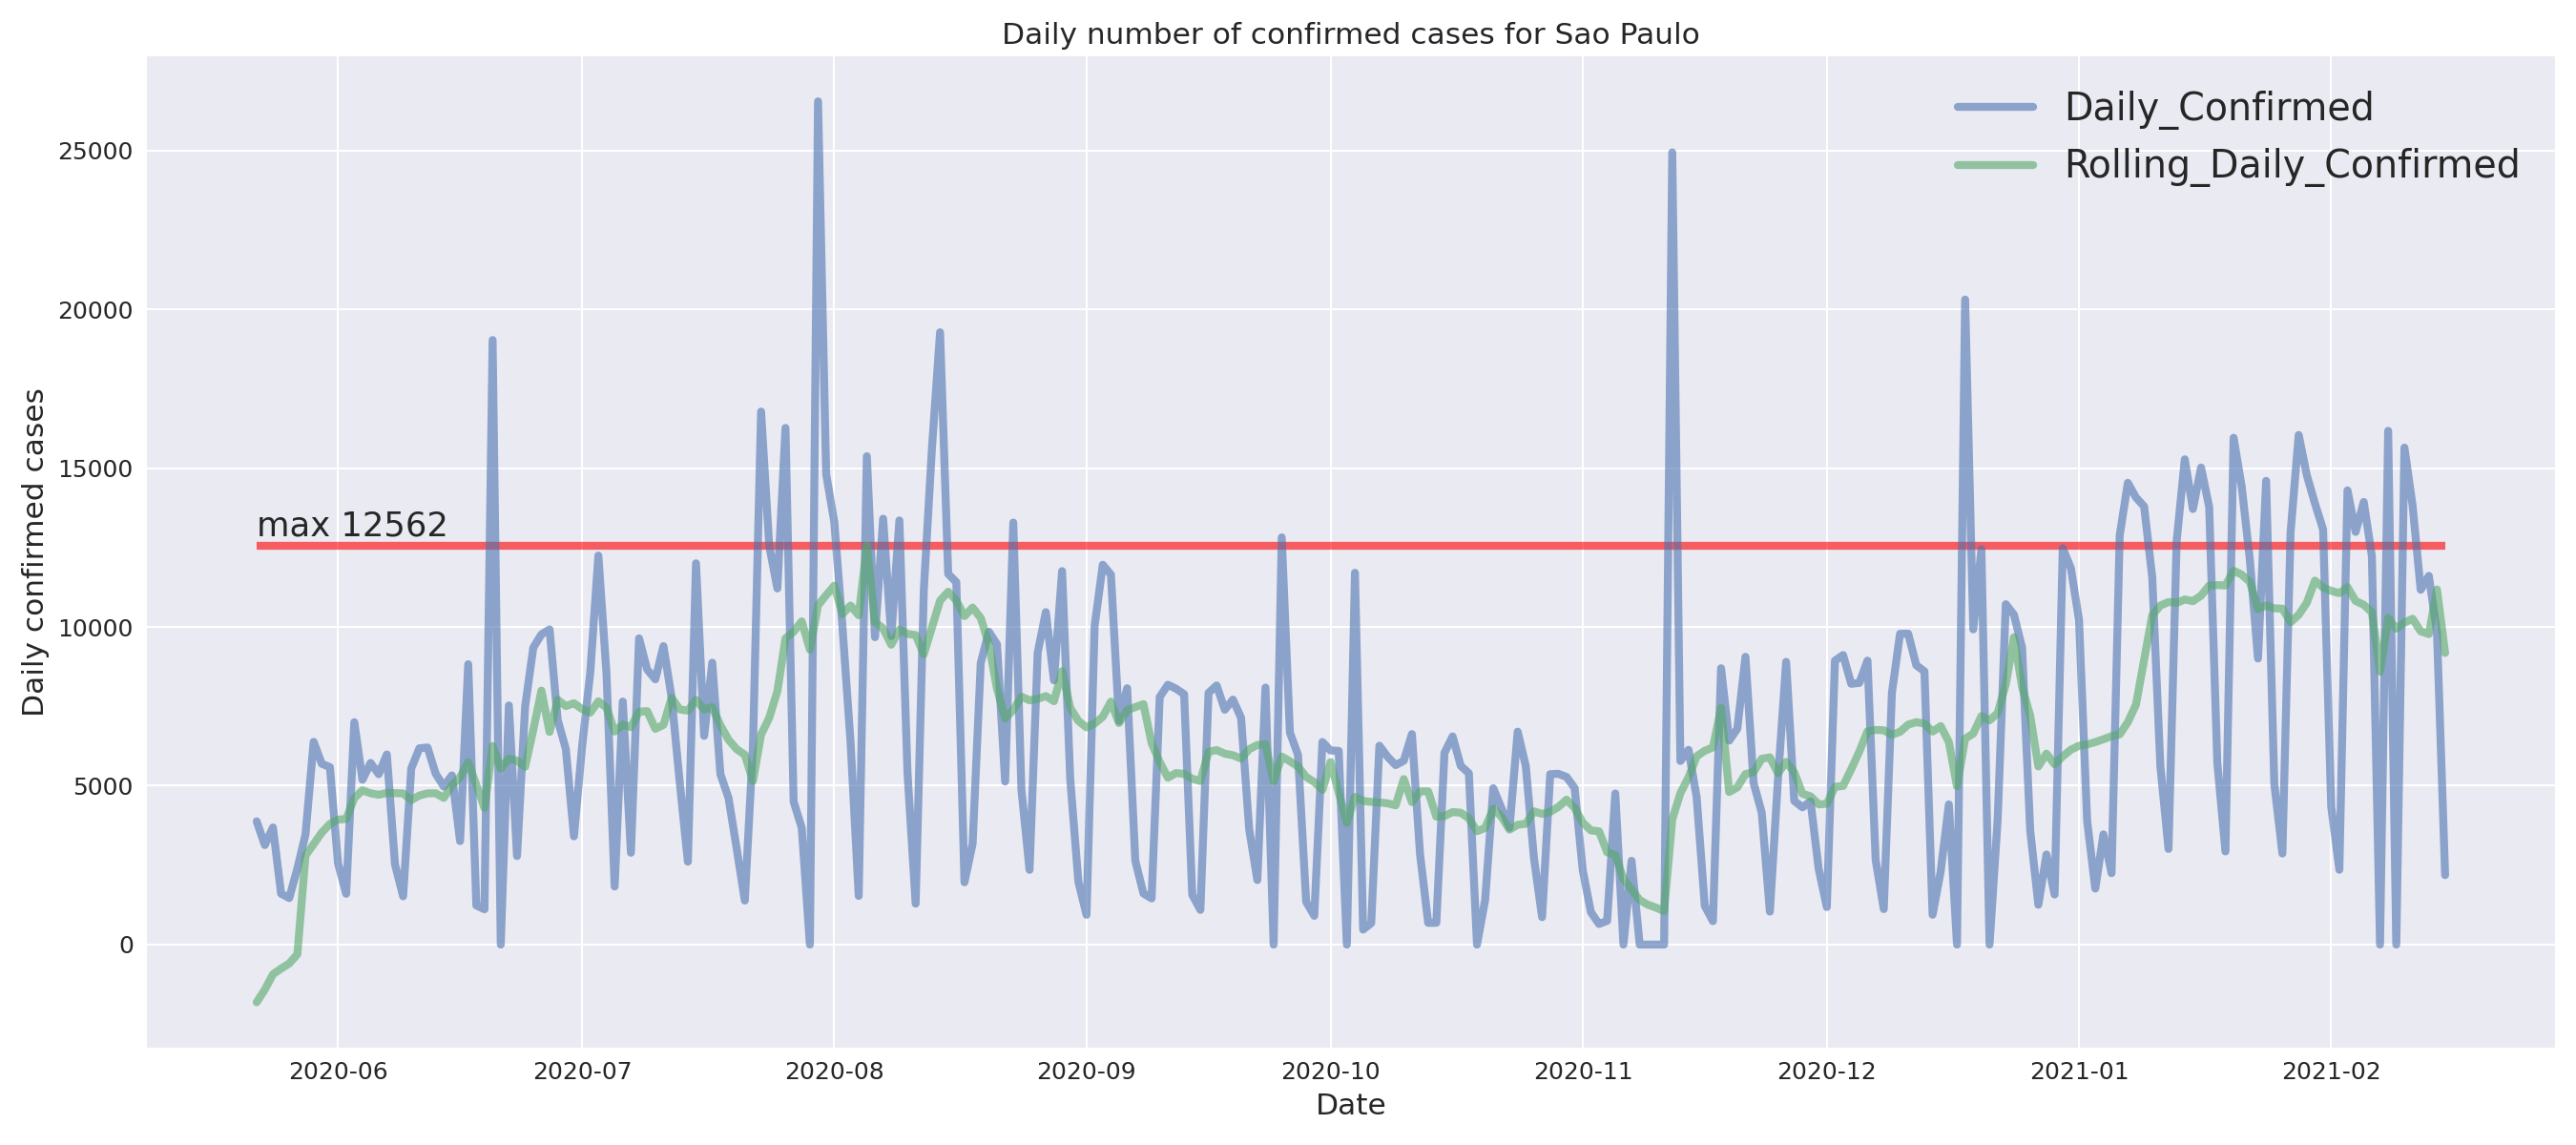 Daily number of confirmed cases for Sao Paulo
Daily_Confirmed
Rolling_Daily_Confirmed
max 12562
Daily confirmed cases
25000
20000
15000
10000
5000
0
2020-06 2020-07 2020-08 2020-09 2020-10 2020-11 2020-12 2021-01 2021-02
Date